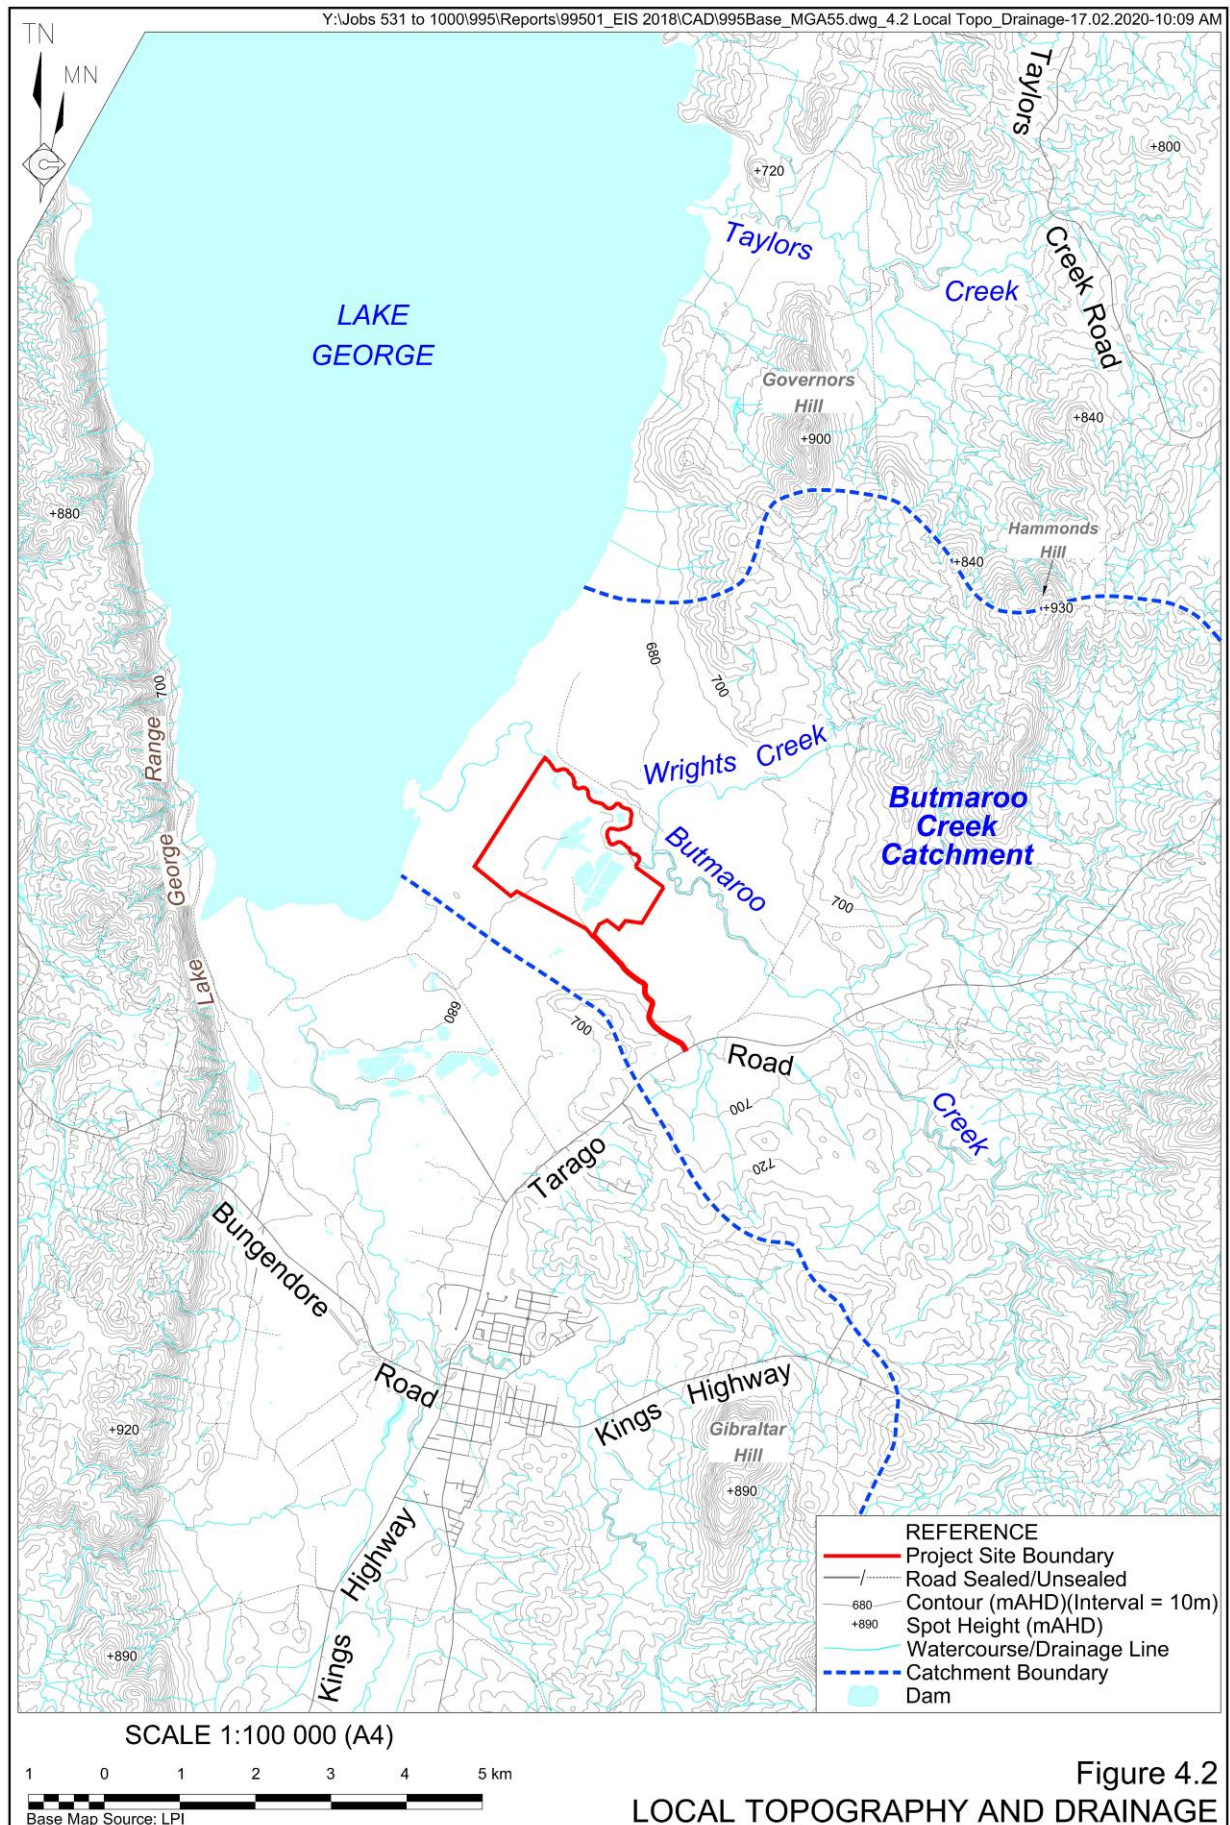 Y:\Jobs 531 to 1000\995\Reports\99501_EIS 2018\CAD\995Base_MGA55.dwg_4.2 Local Topo_Drainage-17.02.2020-10:09 AM
TN
MN
Taylors
+800
+720
Taylors
Creek
Creek Road
LAKE
GEORGE
Governors
Hill
+840
+900
+880
Hammonds
Hill
+840
+930
680
700
700
Wrights Creek
Lake George Range
Butmaroo
Creek
Catchment
Butmaroo
700
680
700
Road
700
Creek
720
Tarago
Bungendore
Road
Kings Highway
Gibraltar
Hill
+920
+890
Kings Highway
+890
REFERENCE
Project Site Boundary
Road Sealed/Unsealed
680 Contour (mAHD)(Interval = 10m)
+890 Spot Height (mAHD)
Watercourse/Drainage Line
Catchment Boundary
Dam
SCALE 1:100 000 (A4)
1 0 1 2 3 4 5 km
Base Map Source: LPI
Figure 4.2
LOCAL TOPOGRAPHY AND DRAINAGE